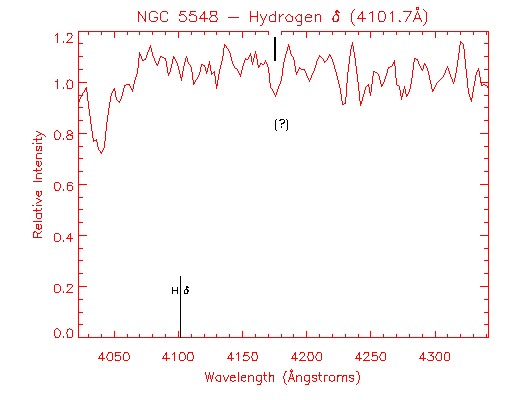 NGC 5548 – Hydrogen δ (4101.7Å)
1.2
1.0
0.8
0.6
0.4
0.2
0.0
Relative Intensity
(?)
H δ
4050 4100 4150 4200 4250 4300
Wavelength (Ångstroms)